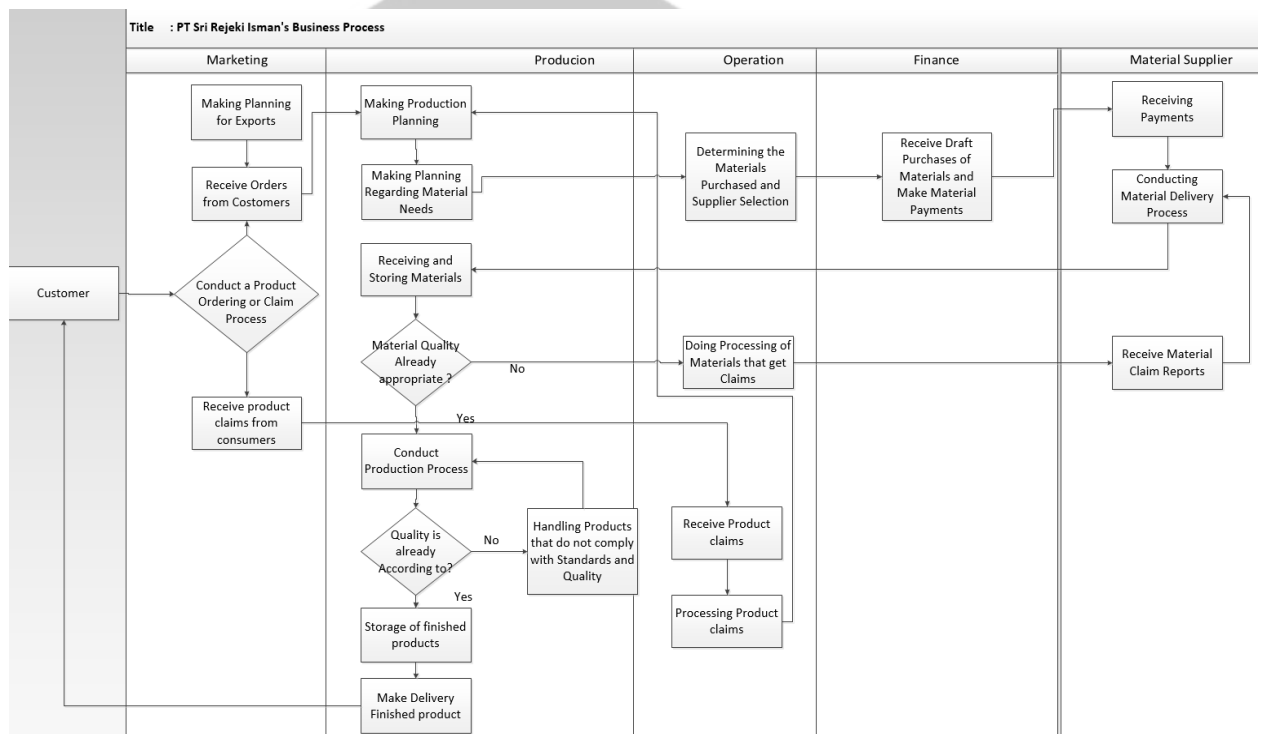 Title : PT Sri Rejeki Isman's Business Process
Marketing
Producion
Operation
Finance
Material Supplier
Making Planning
for Exports
Receive Orders
from Costomers
Customer
Conduct a Product
Ordering or Claim
Process
Receive product
claims from
consumers
Making Production
Planning
Making Planning
Regarding Material
Needs
Receiving and
Storing Materials
Material Quality
Already
appropriate ?
No
Yes
Conduct
Production Process
Quality is
already
According to?
No
Yes
Handling Products
that do not comply
with Standards and
Quality
Storage of finished
products
Make Delivery
Finished product
Determining the
Materials
Purchased and
Supplier Selection
Doing Processing of
Materials that get
Claims
Receive Product
claims
Processing Product
claims
Receive Draft
Purchases of
Materials and
Make Material
Payments
Receiving
Payments
Conducting
Material Delivery
Process
Receive Material
Claim Reports